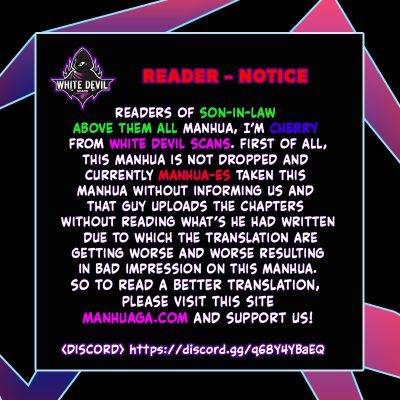 WHITE DEVIL
SCANS
READER - NOTICE
READERS OF SON-IN-LAW
ABOVE THEM ALL MANHUA, I'M CHERRY
FROM WHITE DEVIL SCANS. FIRST OF ALL,
THIS MANHUA IS NOT DROPPED AND
CURRENTLY MANHUA-ES TAKEN THIS
MANHUA WITHOUT INFORMING US AND
THAT GUY UPLOADS THE CHAPTERS
WITHOUT READING WHAT'S HE HAD WRITTEN
DUE TO WHICH THE TRANSLATION ARE
GETTING WORSE AND WORSE RESULTING
IN BAD IMPRESSION ON THIS MANHUA.
SO TO READ A BETTER TRANSLATION,
PLEASE VISIT THIS SITE
MANHUAGA.COM AND SUPPORT US!
<DISCORD> https://discord.gg/q68Y4YBaEQ